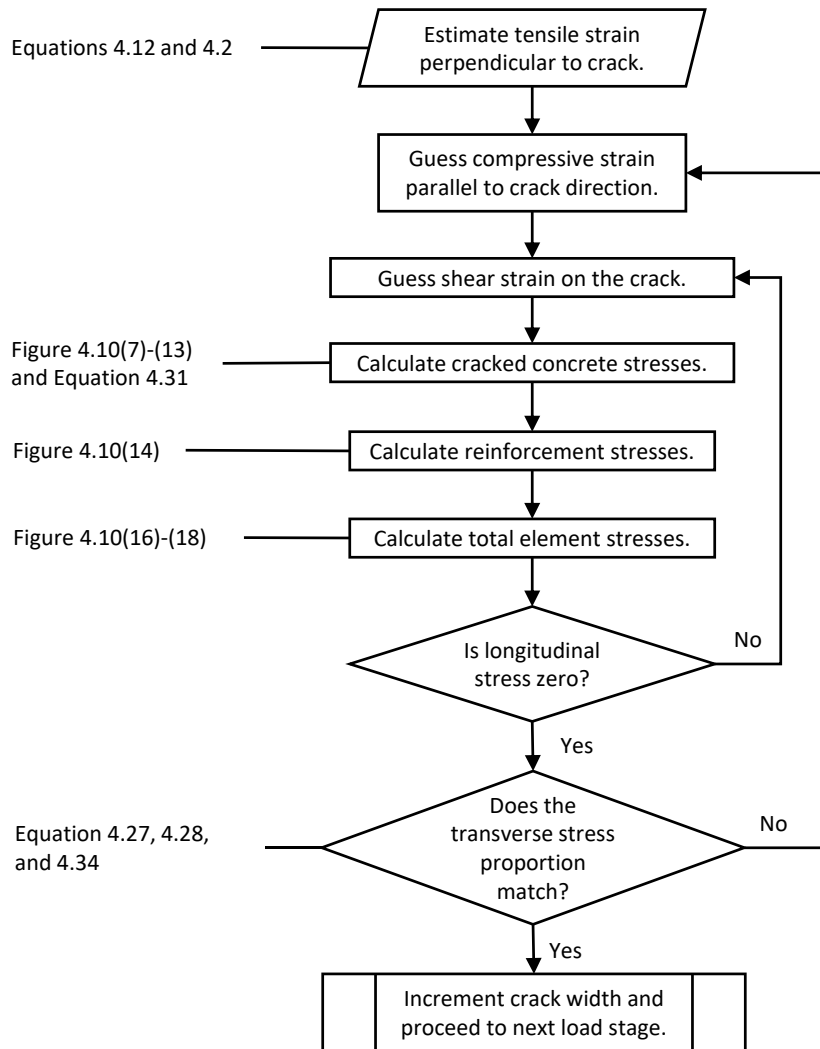 Equations 4.12 and 4.2
Estimate tensile strain
perpendicular to crack.
Guess compressive strain
parallel to crack direction.
Guess shear strain on the crack.
Figure 4.10(7)-(13)
and Equation 4.31
Calculate cracked concrete stresses.
Figure 4.10(14)
Calculate reinforcement stresses.
Figure 4.10(16)-(18)
Calculate total element stresses.
Is longitudinal
stress zero?
No
Yes
Equation 4.27, 4.28,
and 4.34
Does the
transverse stress
proportion
match?
No
Yes
Increment crack width and
proceed to next load stage.